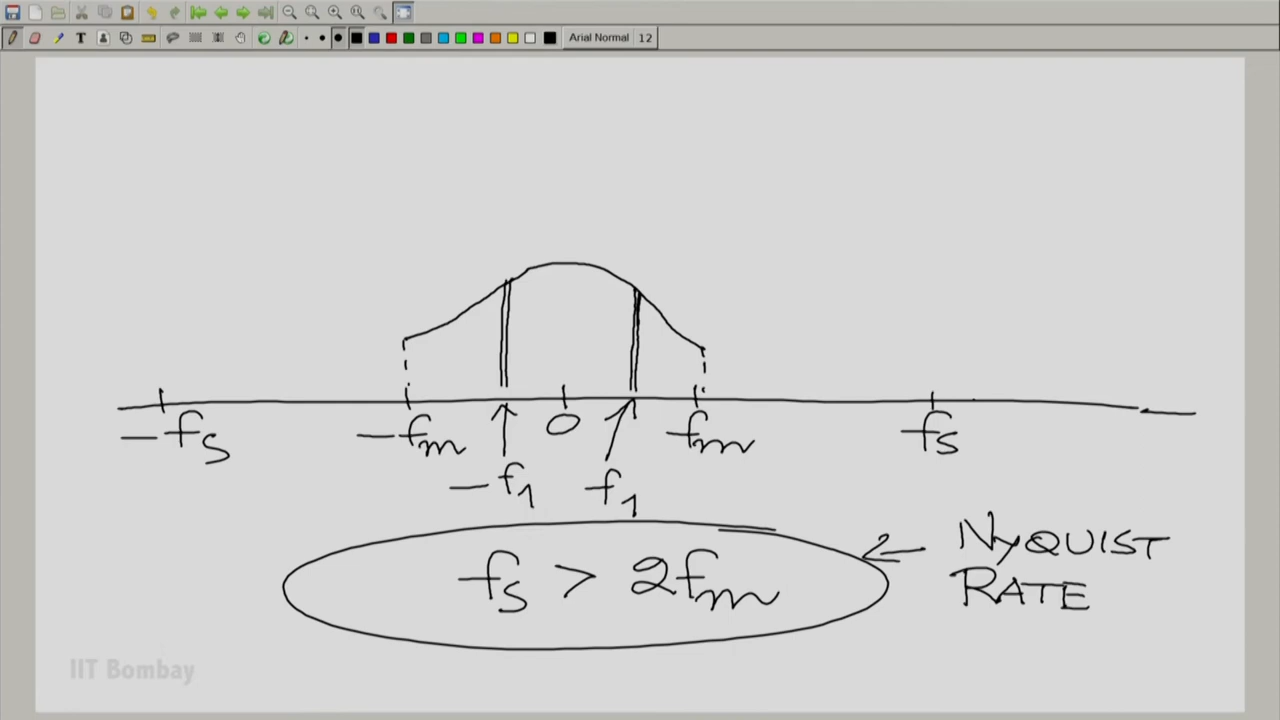 Arial Normal 12
-fs -fm 0 fm fs
-f1 f1
fs > 2fm
NYQUIST
RATE
IIT Bombay